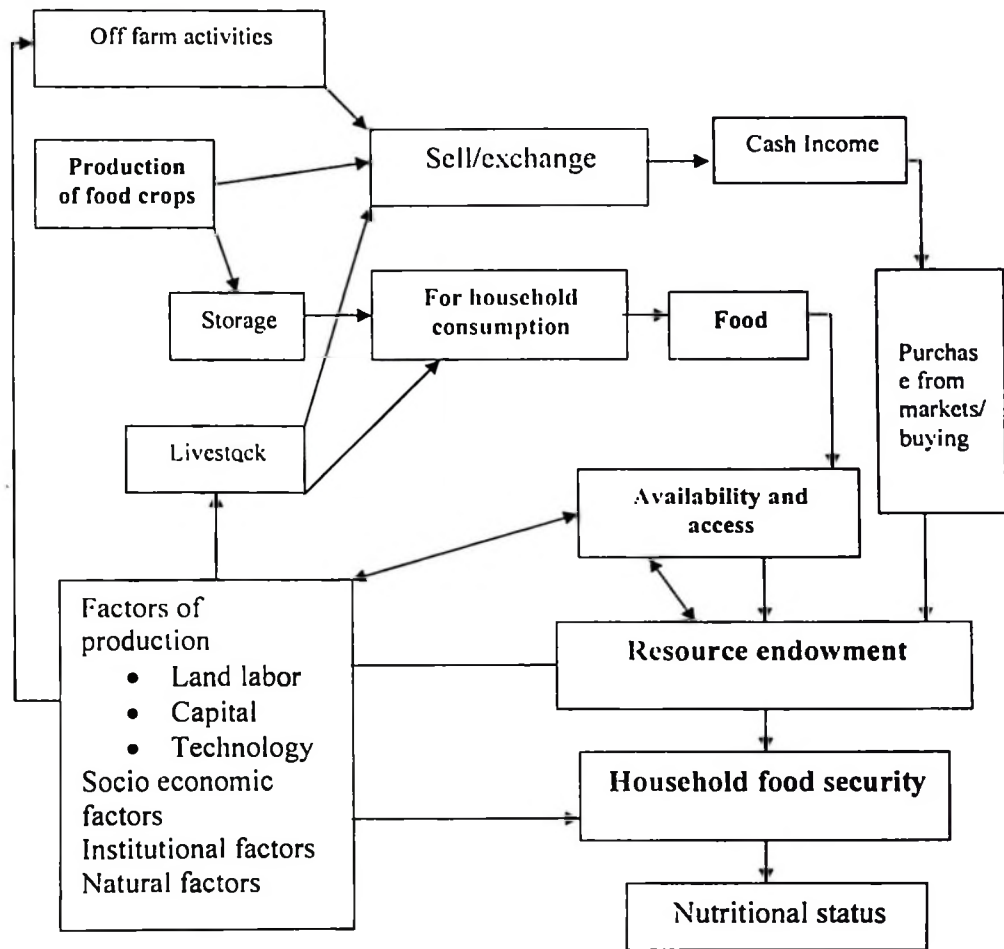 Off farm activities
Production
of food crops
Sell/exchange
Cash Income
Storage
For household
consumption
Food
Purchas
e from
markets/
buying
Livestock
Availability and
access
Factors of
production
• Land labor
• Capital
• Technology
Socio economic
factors
Institutional factors
Natural factors
Resource endowment
Household food security
Nutritional status